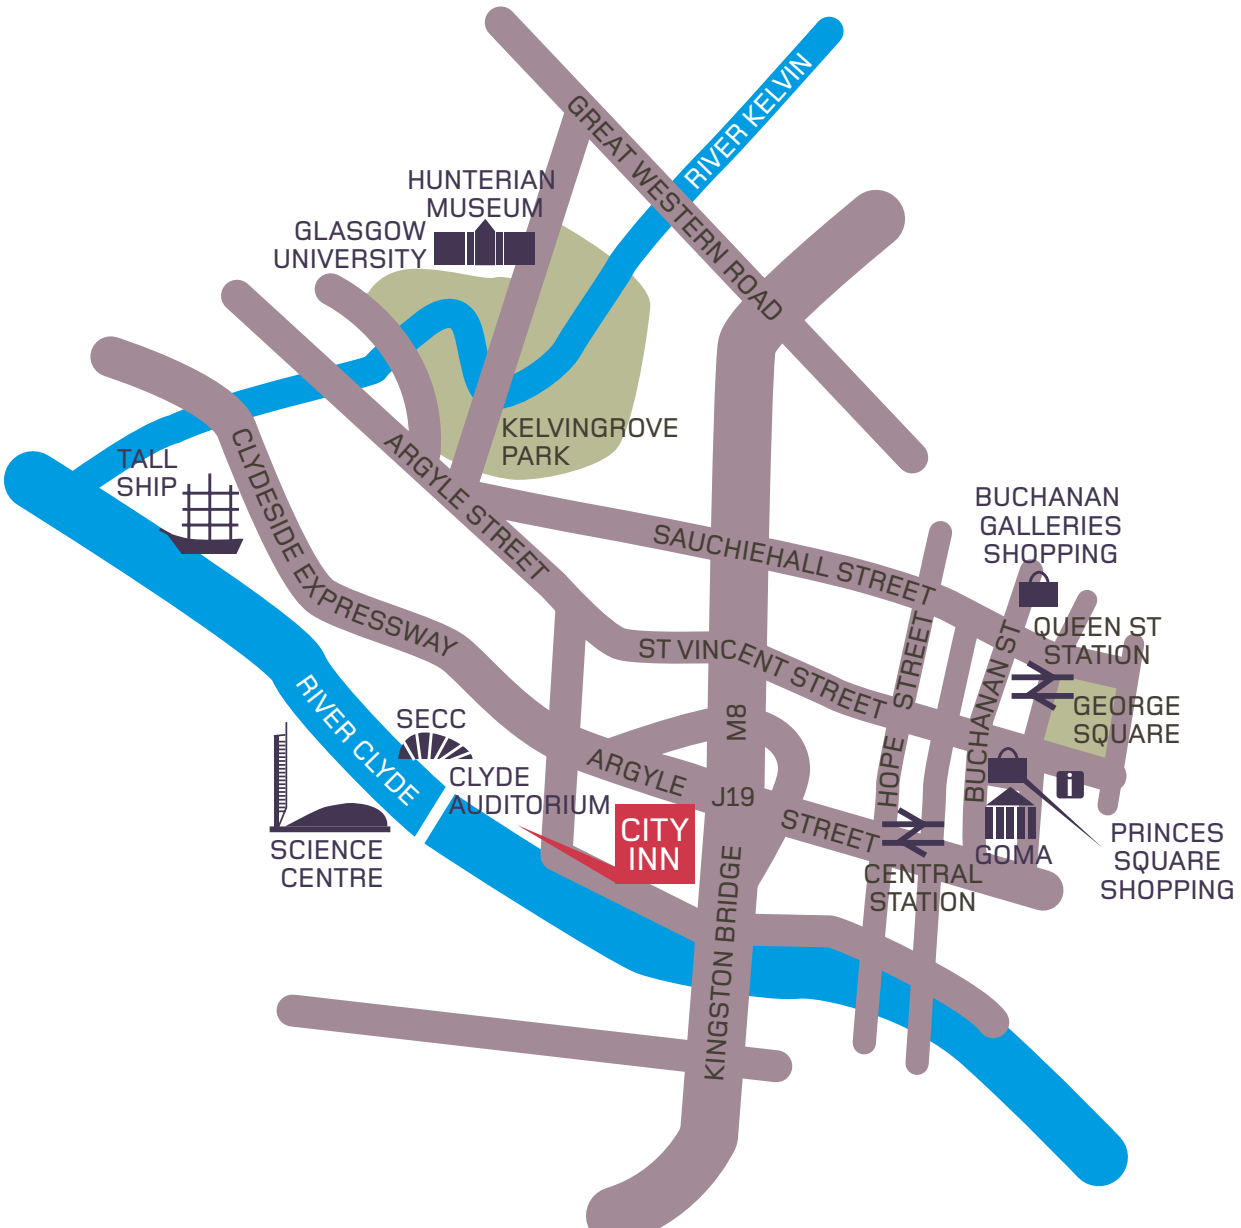 GREAT WESTERN ROAD
RIVER KELVIN
HUNTERIAN
MUSEUM
GLASGOW
UNIVERSITY
KELVINGROVE
PARK
TALL
SHIP
CLYDESIDE EXPRESSWAY
ARGYLE STREET
SAUCHIEHALL STREET
BUCHANAN
GALLERIES
SHOPPING
QUEEN ST
STATION
GEORGE
SQUARE
ST VINCENT STREET
HOPE STREET
BUCHANAN ST
M8
RIVER CLYDE
SECC
CLYDE
AUDITORIUM
ARGYLE STREET
J19
CITY
INN
SCIENCE
CENTRE
i
GOMA
PRINCES
SQUARE
SHOPPING
CENTRAL
STATION
KINGSTON BRIDGE